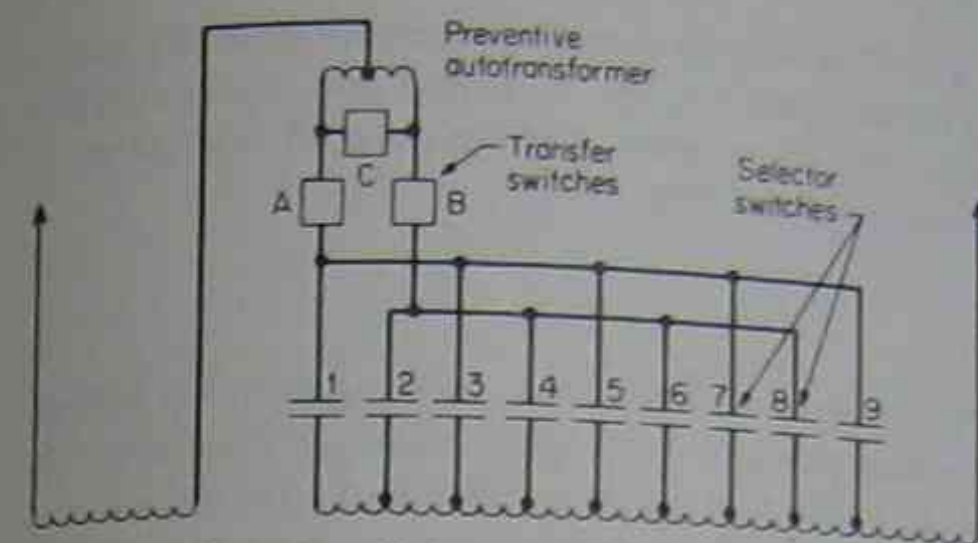 Preventive
autotransformer
Transfer
switches
C
A
B
Selector
switches
1 2 3 4 5 6 7 8 9